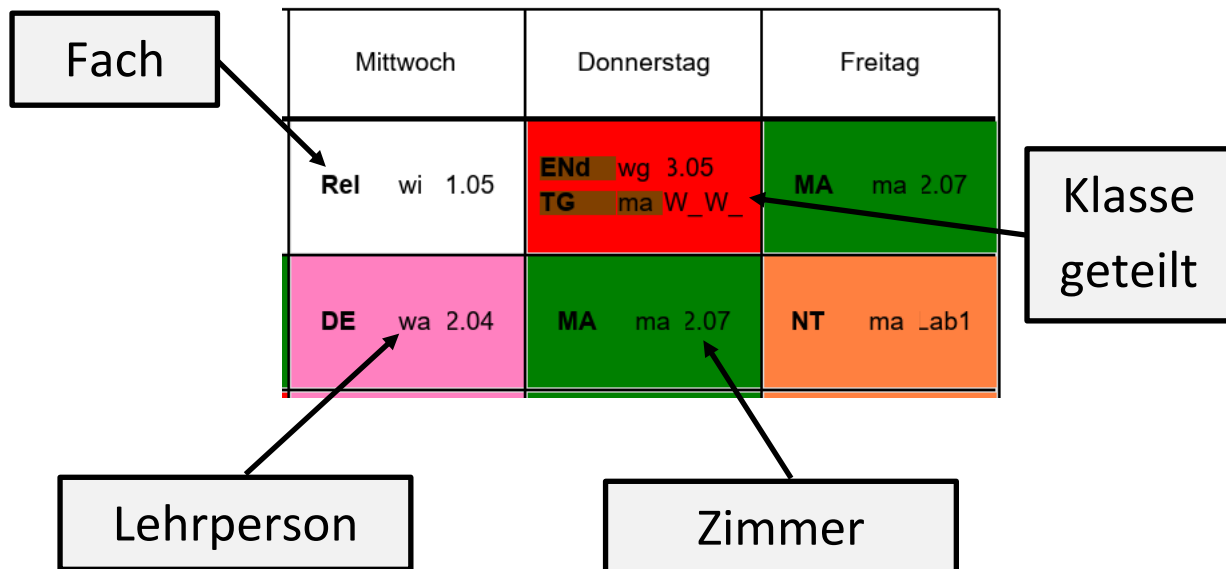 Fach
Mittwoch Donnerstag Freitag
Rel wi 1.05
ENd wg 3.05
TG ma W_W_
MA ma 2.07
Klasse
geteilt
DE wa 2.04
MA ma 2.07
NT ma Lab1
Lehrperson
Zimmer